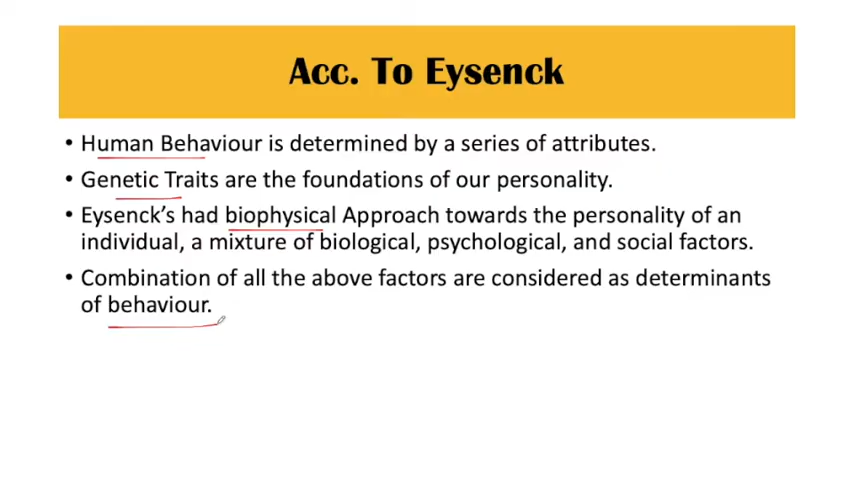 Acc. To Eysenck
• Human Behaviour is determined by a series of attributes.
• Genetic Traits are the foundations of our personality.
• Eysenck's had biophysical Approach towards the personality of an
individual, a mixture of biological, psychological, and social factors.
• Combination of all the above factors are considered as determinants
of behaviour.